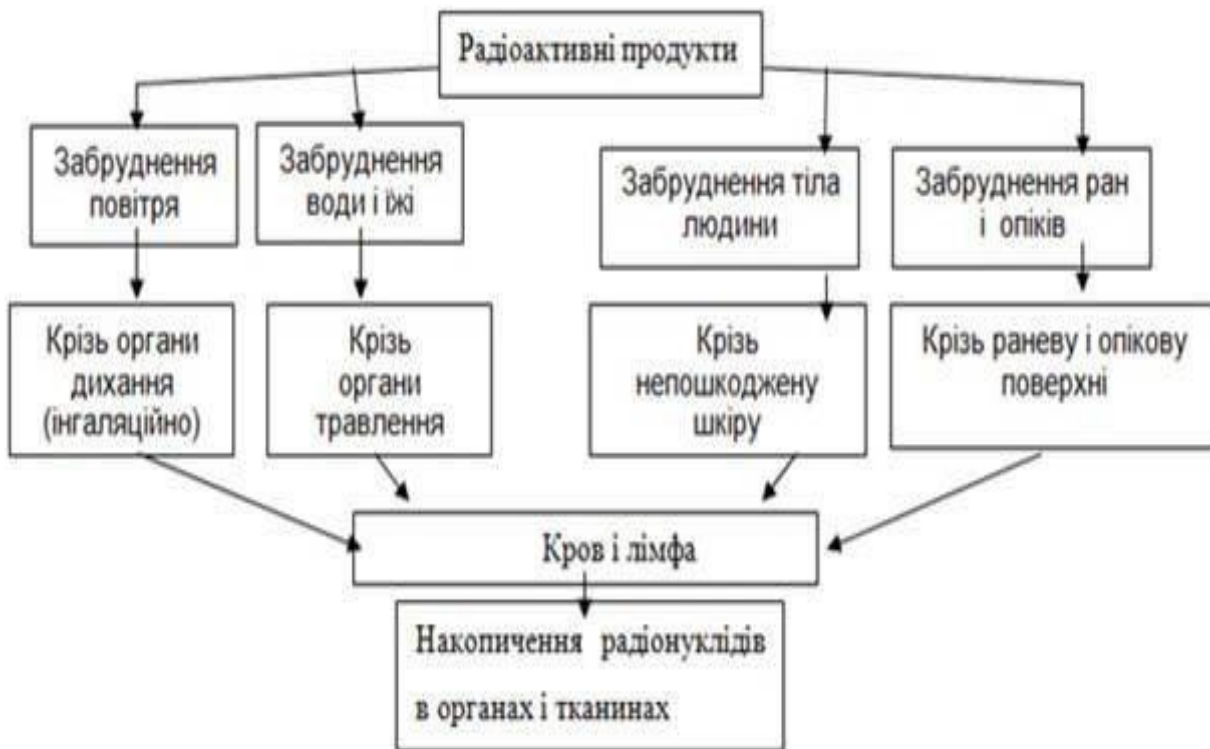 Радіоактивні продукти
Забруднення
повітря
Забруднення
води і їжі
Забруднення тіла
людини
Забруднення ран
і опіків
Крізь органи
дихання
(інгаляційно)
Крізь
органи
травлення
Крізь
непошкоджену
шкіру
Крізь раневу і опікову
поверхні
Кров і лімфа
Накопичення радіонуклідів
в органах і тканинах